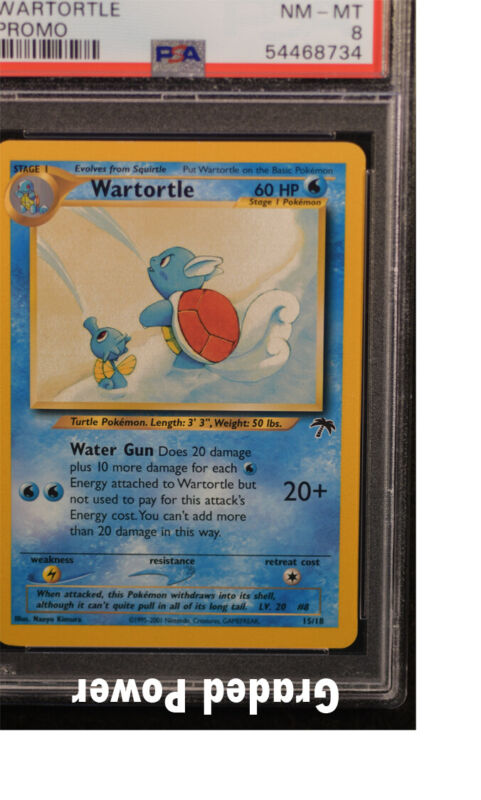 WARTORTLE NM - MT
PROMO 8
PSA 54468734
STAGE 1 Evolves from Squirtle Put Wartortle on the Basic Pokémon
Wartortle 60 HP
Stage 1 Pokémon
Turtle Pokémon. Length: 3' 3", Weight: 50 lbs.
Water Gun Does 20 damage
plus 10 more damage for each
Energy attached to Wartortle but
not used to pay for this attack's
Energy cost. You can't add more
than 20 damage in this way.
20+
weakness resistance retreat cost
When attacked, this Pokémon withdraws into its shell,
although it can't quite pull in all of its long tail. LV. 20 #8
Illus. Naoyo Kimura ©1995-2001 Nintendo, Creatures, GAMEFREAK. 15/18
Graded Power